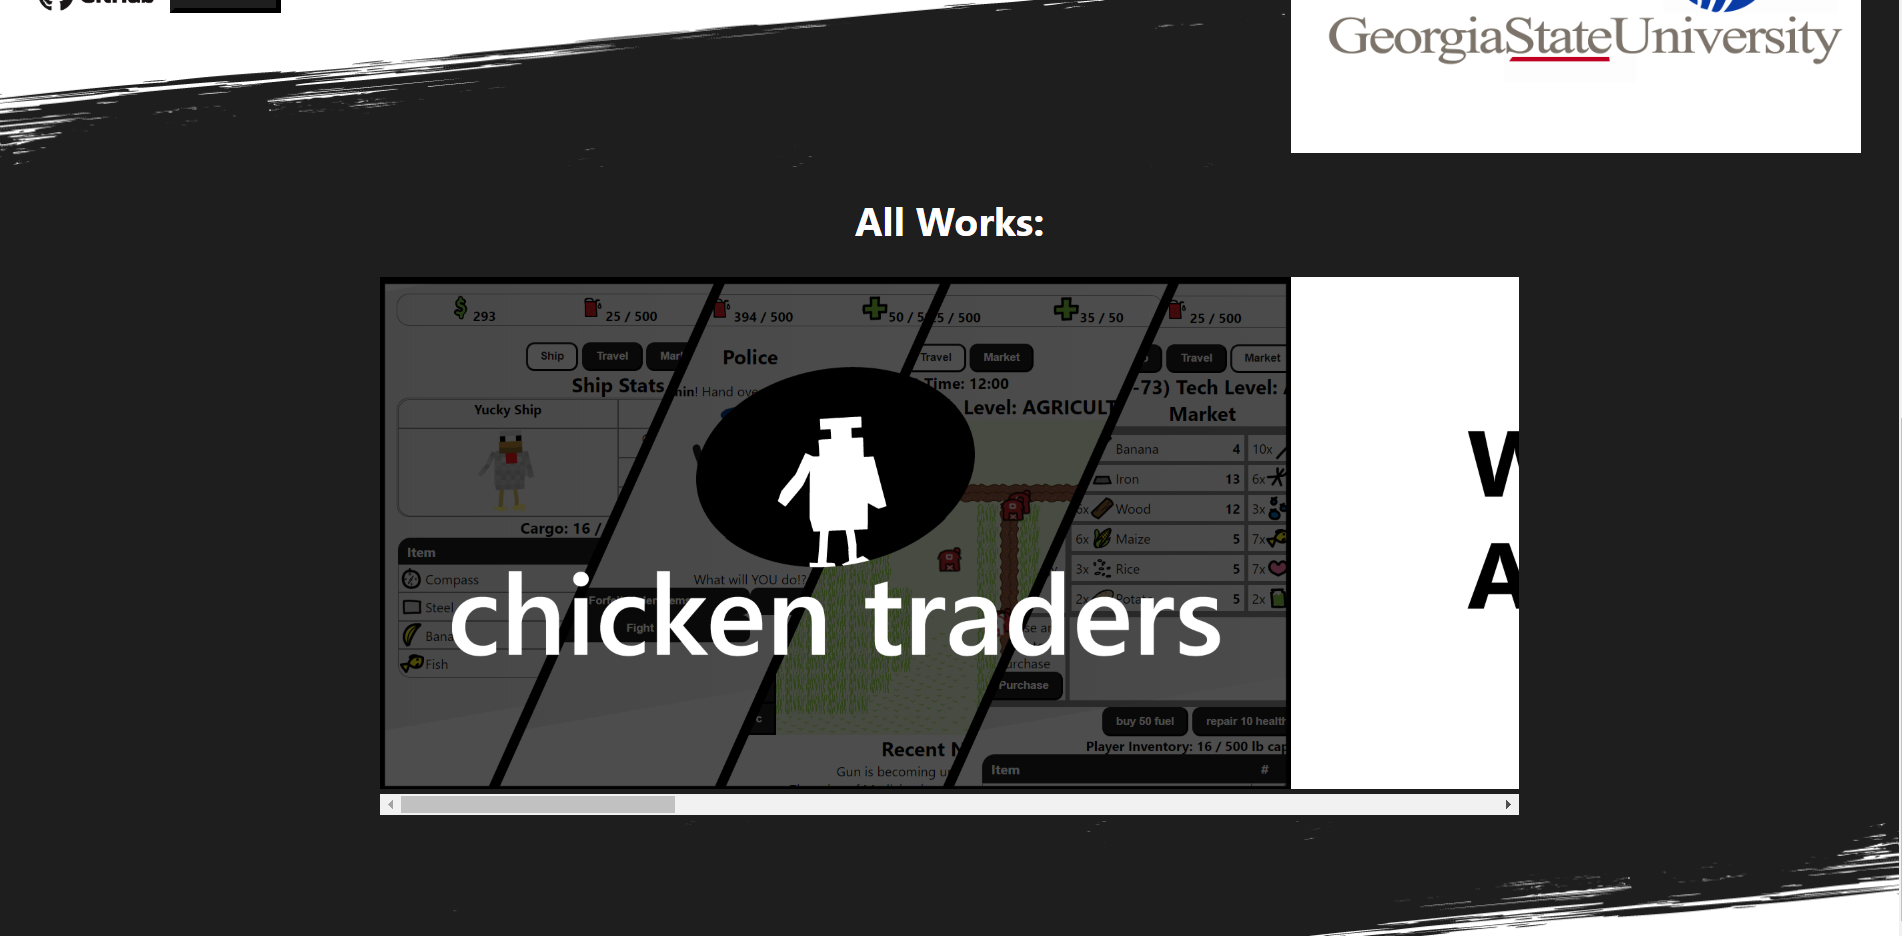 GitHub
GeorgiaStateUniversity
All Works:
293
25 / 500
394 / 500
50 / 5
5 / 500
35 / 50
25 / 500
Ship
Travel
Mar
Police
Travel
Market
Travel
Market
Ship Stats
Time: 12:00
-73) Tech Level:
min! Hand ove
Level: AGRICULT
Market
Yucky Ship
Banana 4 10x
Iron 13 6x
Wood 12 3x
6x Maize 5 7x
3x Rice 5 7x
2x Potato 5 2x
Cargo: 16 /
Item
Compass
Steel
Bana
Fish
What will YOU do!?
Fight
chicken traders
urchase
Purchase
c
buy 50 fuel
repair 10 health
Recent N
Player Inventory: 16 / 500 lb cap
Gun is becoming u
Item #
W
A